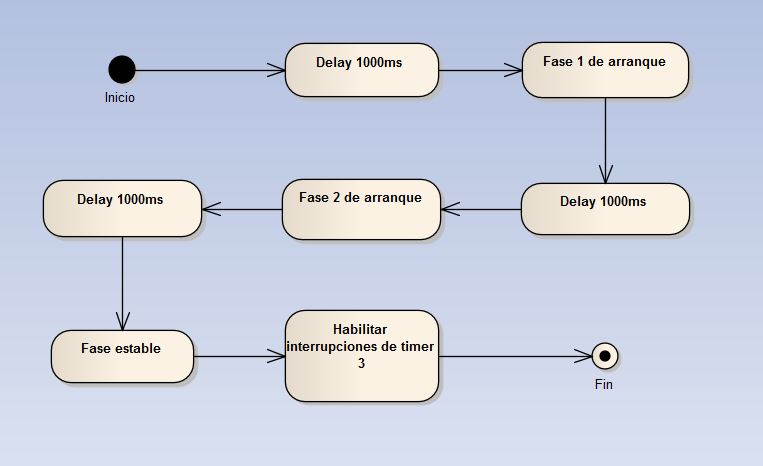 Inicio
Delay 1000ms
Fase 1 de arranque
Delay 1000ms
Fase 2 de arranque
Delay 1000ms
Fase estable
Habilitar
interrupciones de timer
3
Fin